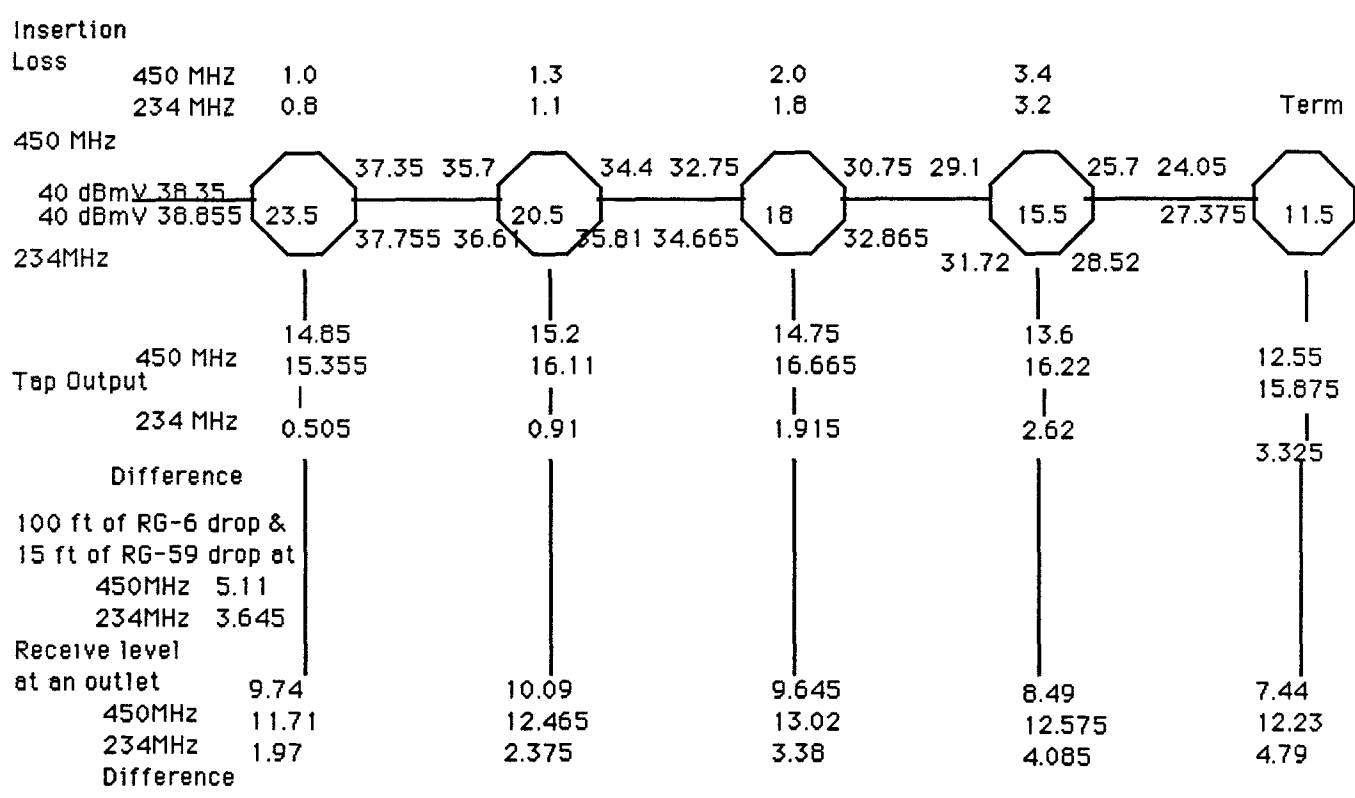 Insertion
Loss
450 MHZ 1.0 1.3 2.0 3.4
234 MHZ 0.8 1.1 1.8 3.2 Term
450 MHz
37.35 35.7 34.4 32.75 30.75 29.1 25.7 24.05
40 dBmV 38.35
40 dBmV 38.855 23.5 20.5 18 15.5 27.375 11.5
37.755 36.61 35.81 34.665 32.865
234MHz 31.72 28.52
14.85 15.2 14.75 13.6
450 MHz 15.355 16.11 16.665 16.22 12.55
Tap Output 15.875
234 MHz 0.505 0.91 1.915 2.62
3.325
Difference
100 ft of RG-6 drop &
15 ft of RG-59 drop at
450MHz 5.11
234MHz 3.645
Receive level
at an outlet 9.74 10.09 9.645 8.49 7.44
450MHz 11.71 12.465 13.02 12.575 12.23
234MHz 1.97 2.375 3.38 4.085 4.79
Difference